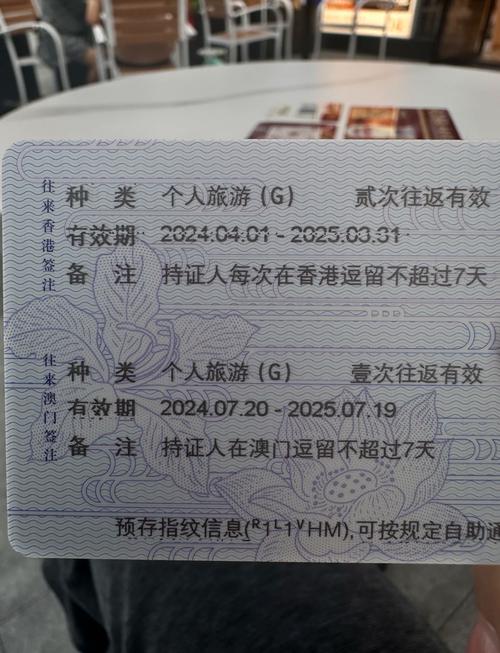 往来香港签注
种 类 个人旅游 (G) 贰次往返有效
有效期 2024.04.01 - 2025.03.31
备 注 持证人每次在香港逗留不超过7天
往来澳门签注
种 类 个人旅游 (G) 壹次往返有效
有效期 2024.07.20 - 2025.07.19
备 注 持证人在澳门逗留不超过7天
预存指纹信息(R1L1VHM),可按规定自助通